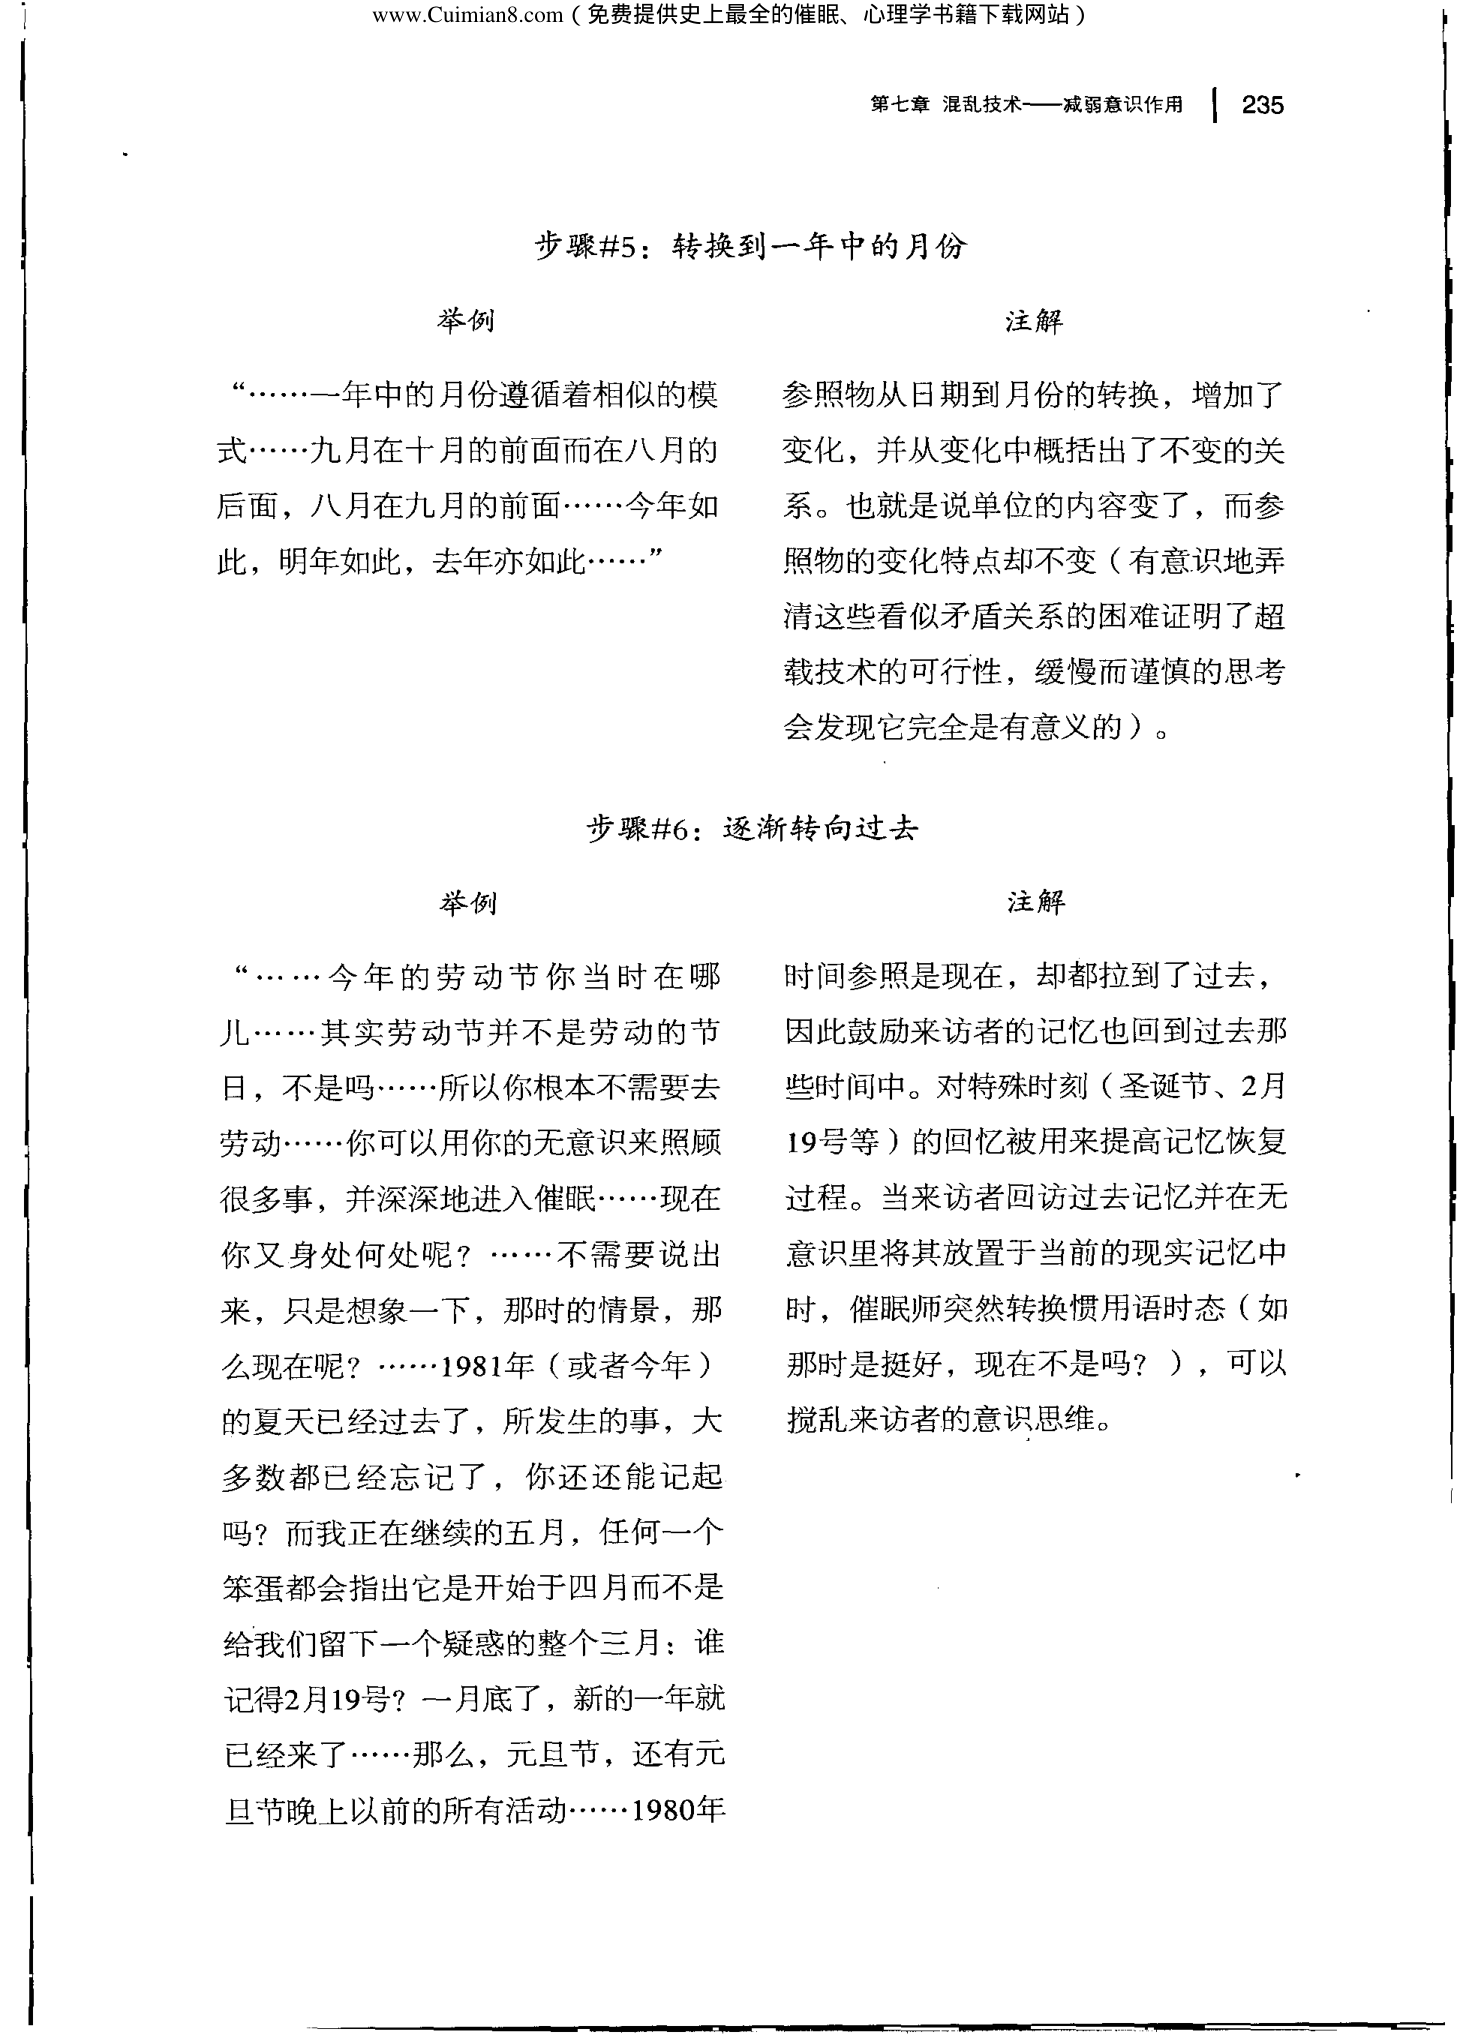 www.Cuimian8.com（免费提供史上最全的催眠、心理学书籍下载网站）
第七章 混乱技术——减弱意识作用 235
步骤#5：转换到一年中的月份
举例
“……一年中的月份遵循着相似的模
式……九月在十月的前面而在八月的
后面，八月在九月的前面……今年如
此，明年如此，去年亦如此……”
注解
参照物从日期到月份的转换，增加了
变化，并从变化中概括出了不变的关
系。也就是说单位的内容变了，而参
照物的变化特点却不变（有意识地弄
清这些看似矛盾关系的困难证明了超
载技术的可行性，缓慢而谨慎的思考
会发现它完全是有意义的）。
步骤#6：逐渐转向过去
举例
“……今年的劳动节你当时在哪
儿……其实劳动节并不是劳动的节
日，不是吗……所以你根本不需要去
劳动……你可以用你的无意识来照顾
很多事，并深深地进入催眠……现在
你又身处何处呢？……不需要说出
来，只是想象一下，那时的情景，那
么现在呢？……1981年（或者今年）
的夏天已经过去了，所发生的事，大
多数都已经忘记了，你还还能记起
吗？而我正在继续的五月，任何一个
笨蛋都会指出它是开始于四月而不是
给我们留下一个疑惑的整个三月；谁
记得2月19号？一月底了，新的一年就
已经来了……那么，元旦节，还有元
旦节晚上以前的所有活动……1980年
注解
时间参照是现在，却都拉到了过去，
因此鼓励来访者的记忆也回到过去那
些时间中。对特殊时刻（圣诞节、2月
19号等）的回忆被用来提高记忆恢复
过程。当来访者回访过去记忆并在无
意识里将其放置于当前的现实记忆中
时，催眠师突然转换惯用语时态（如
那时是挺好，现在不是吗？），可以
搅乱来访者的意识思维。